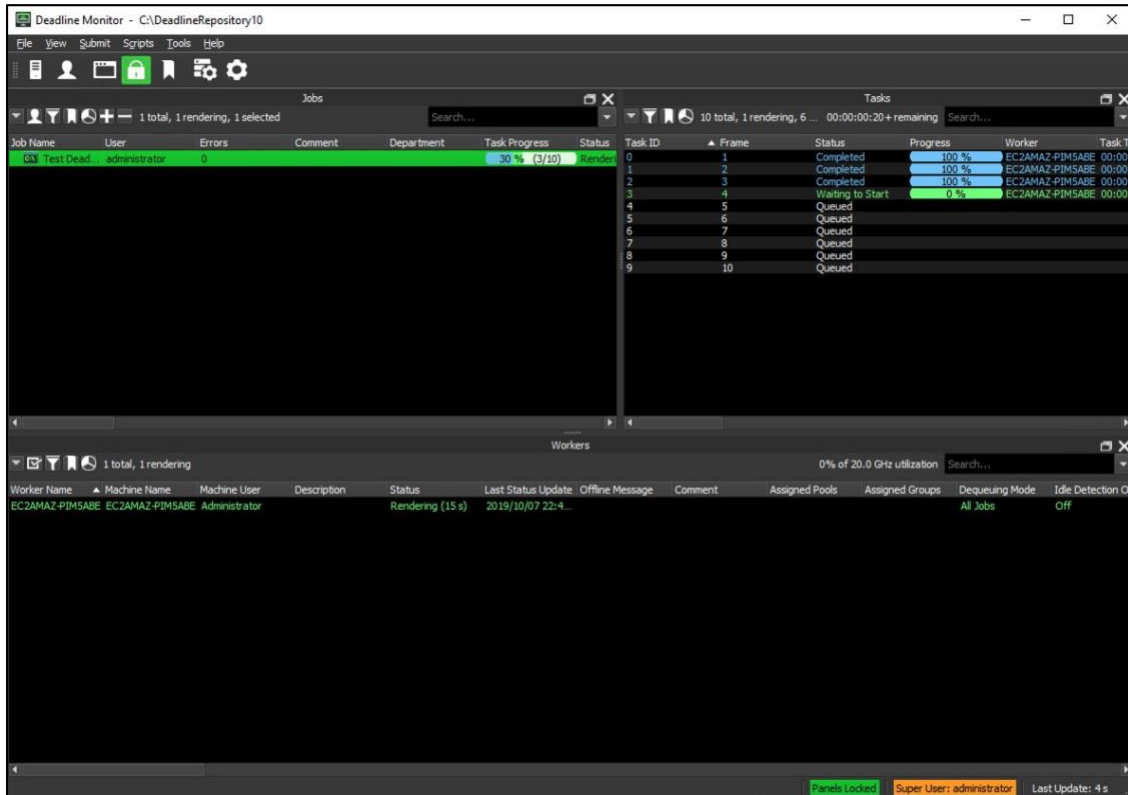 Deadline Monitor - C:\DeadlineRepository10
File View Submit Scripts Tools Help
Jobs
1 total, 1 rendering, 1 selected Search...
Job Name User Errors Comment Department Task Progress Status
Test Dead... administrator 0 30 % (3/10) Renderi
Tasks
10 total, 1 rendering, 6 ... 00:00:00:20+ remaining Search...
Task ID Frame Status Progress Worker Task T
0 1 Completed 100 % EC2AMAZ-PIM5ABE 00:00
1 2 Completed 100 % EC2AMAZ-PIM5ABE 00:00
2 3 Completed 100 % EC2AMAZ-PIM5ABE 00:00
3 4 Waiting to Start 0 % EC2AMAZ-PIM5ABE 00:00
4 5 Queued
5 6 Queued
6 7 Queued
7 8 Queued
8 9 Queued
9 10 Queued
Workers
1 total, 1 rendering 0% of 20.0 GHz utilization Search...
Worker Name Machine Name Machine User Description Status Last Status Update Offline Message Comment Assigned Pools Assigned Groups Dequeuing Mode Idle Detection O
EC2AMAZ-PIM5ABE EC2AMAZ-PIM5ABE Administrator Rendering (15 s) 2019/10/07 22:4... All Jobs Off
Panels Locked Super User: administrator Last Update: 4 s